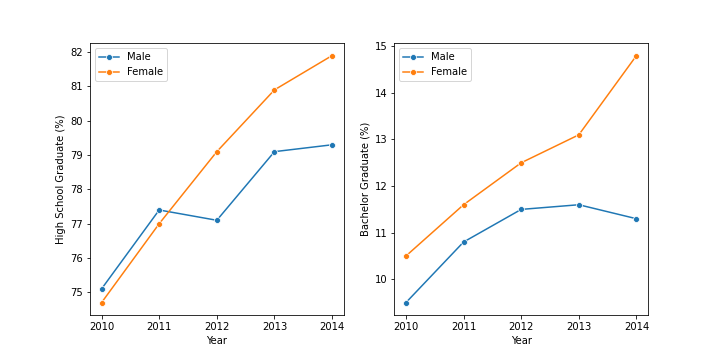 Male
Female
82
81
80
79
78
77
76
75
High School Graduate (%)
2010 2011 2012 2013 2014
Year
Male
Female
15
14
13
12
11
10
Bachelor Graduate (%)
2010 2011 2012 2013 2014
Year